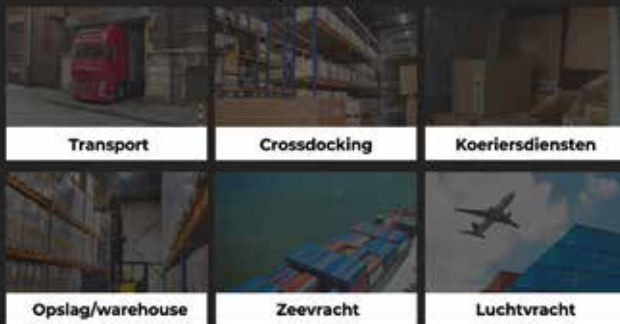 Transport
Crossdocking
Koeriersdiensten
Opslag/warehouse
Zeevracht
Luchtvracht